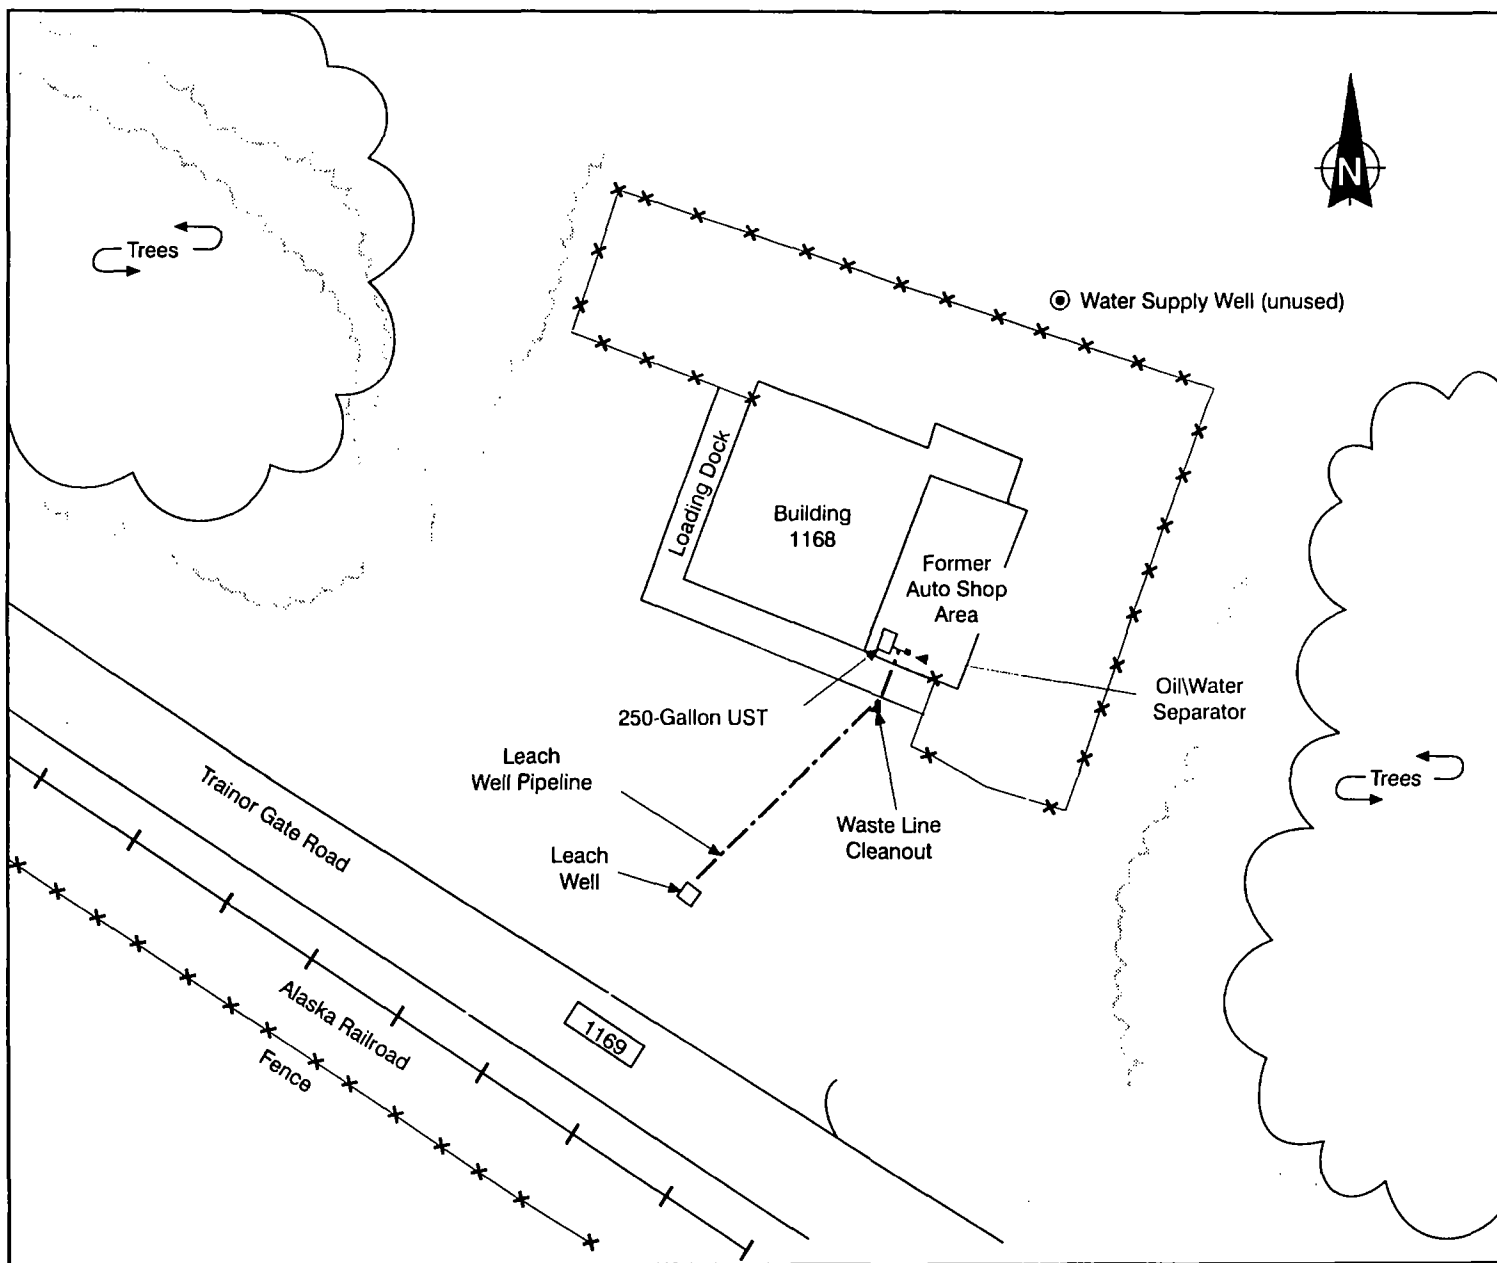 N
Trees
Water Supply Well (unused)
Loading Dock
Building
1168
Former
Auto Shop
Area
Oil\Water
Separator
250-Gallon UST
Leach
Well Pipeline
Trees
Trainor Gate Road
Waste Line
Cleanout
Leach
Well
Alaska Railroad
1169
Fence